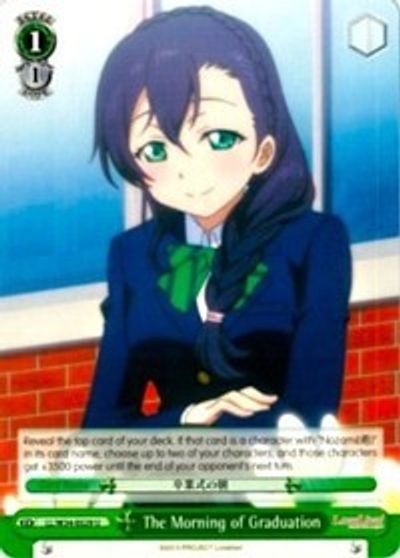 1
1
Reveal the top card of your deck. If that card is a character with "Nozomi
in its card name, choose up to two of your characters, and those characters
get +3500 power until the end of your opponent's next turn.
卒業式の朝
The Morning of Graduation